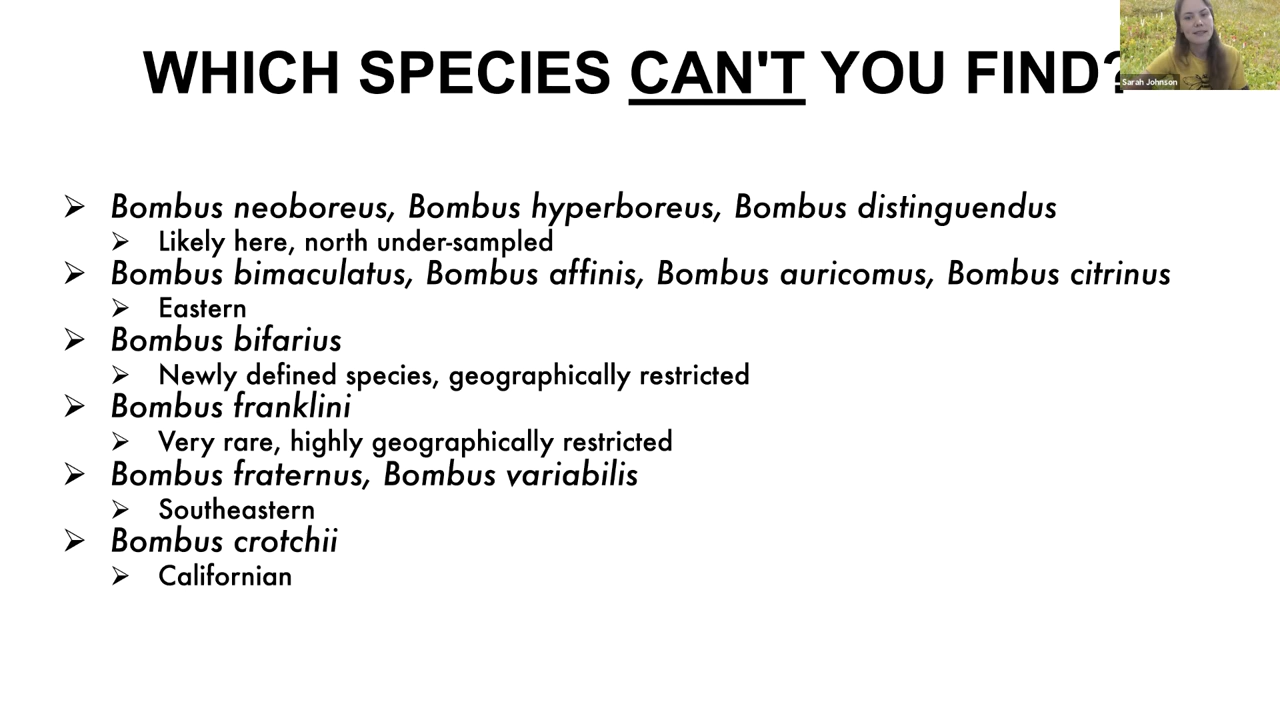 WHICH SPECIES CAN'T YOU FIND?
Sarah Johnson
➢ Bombus neoboreus, Bombus hyperboreus, Bombus distinguendus
➢ Likely here, north under-sampled
➢ Bombus bimaculatus, Bombus affinis, Bombus auricomus, Bombus citrinus
➢ Eastern
➢ Bombus bifarius
➢ Newly defined species, geographically restricted
➢ Bombus franklini
➢ Very rare, highly geographically restricted
➢ Bombus fraternus, Bombus variabilis
➢ Southeastern
➢ Bombus crotchii
➢ Californian